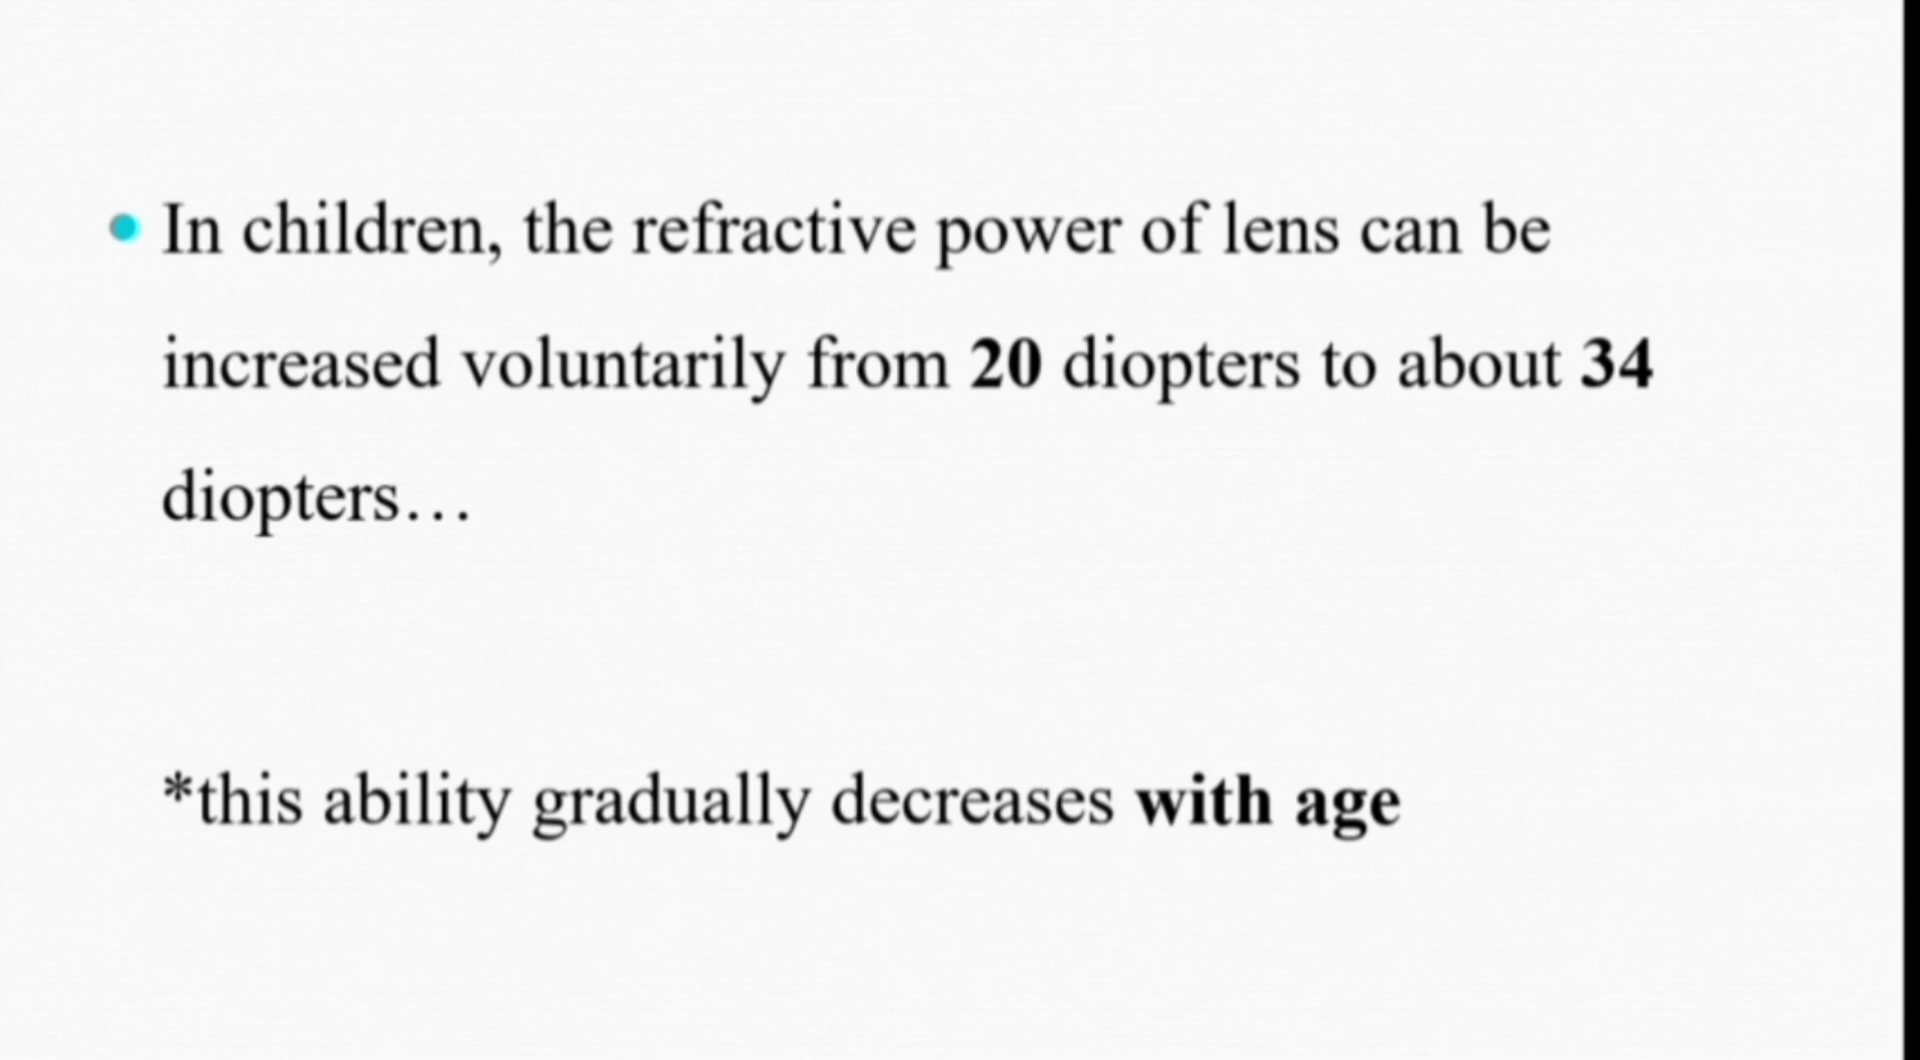 • In children, the refractive power of lens can be
increased voluntarily from 20 diopters to about 34
diopters…
*this ability gradually decreases with age